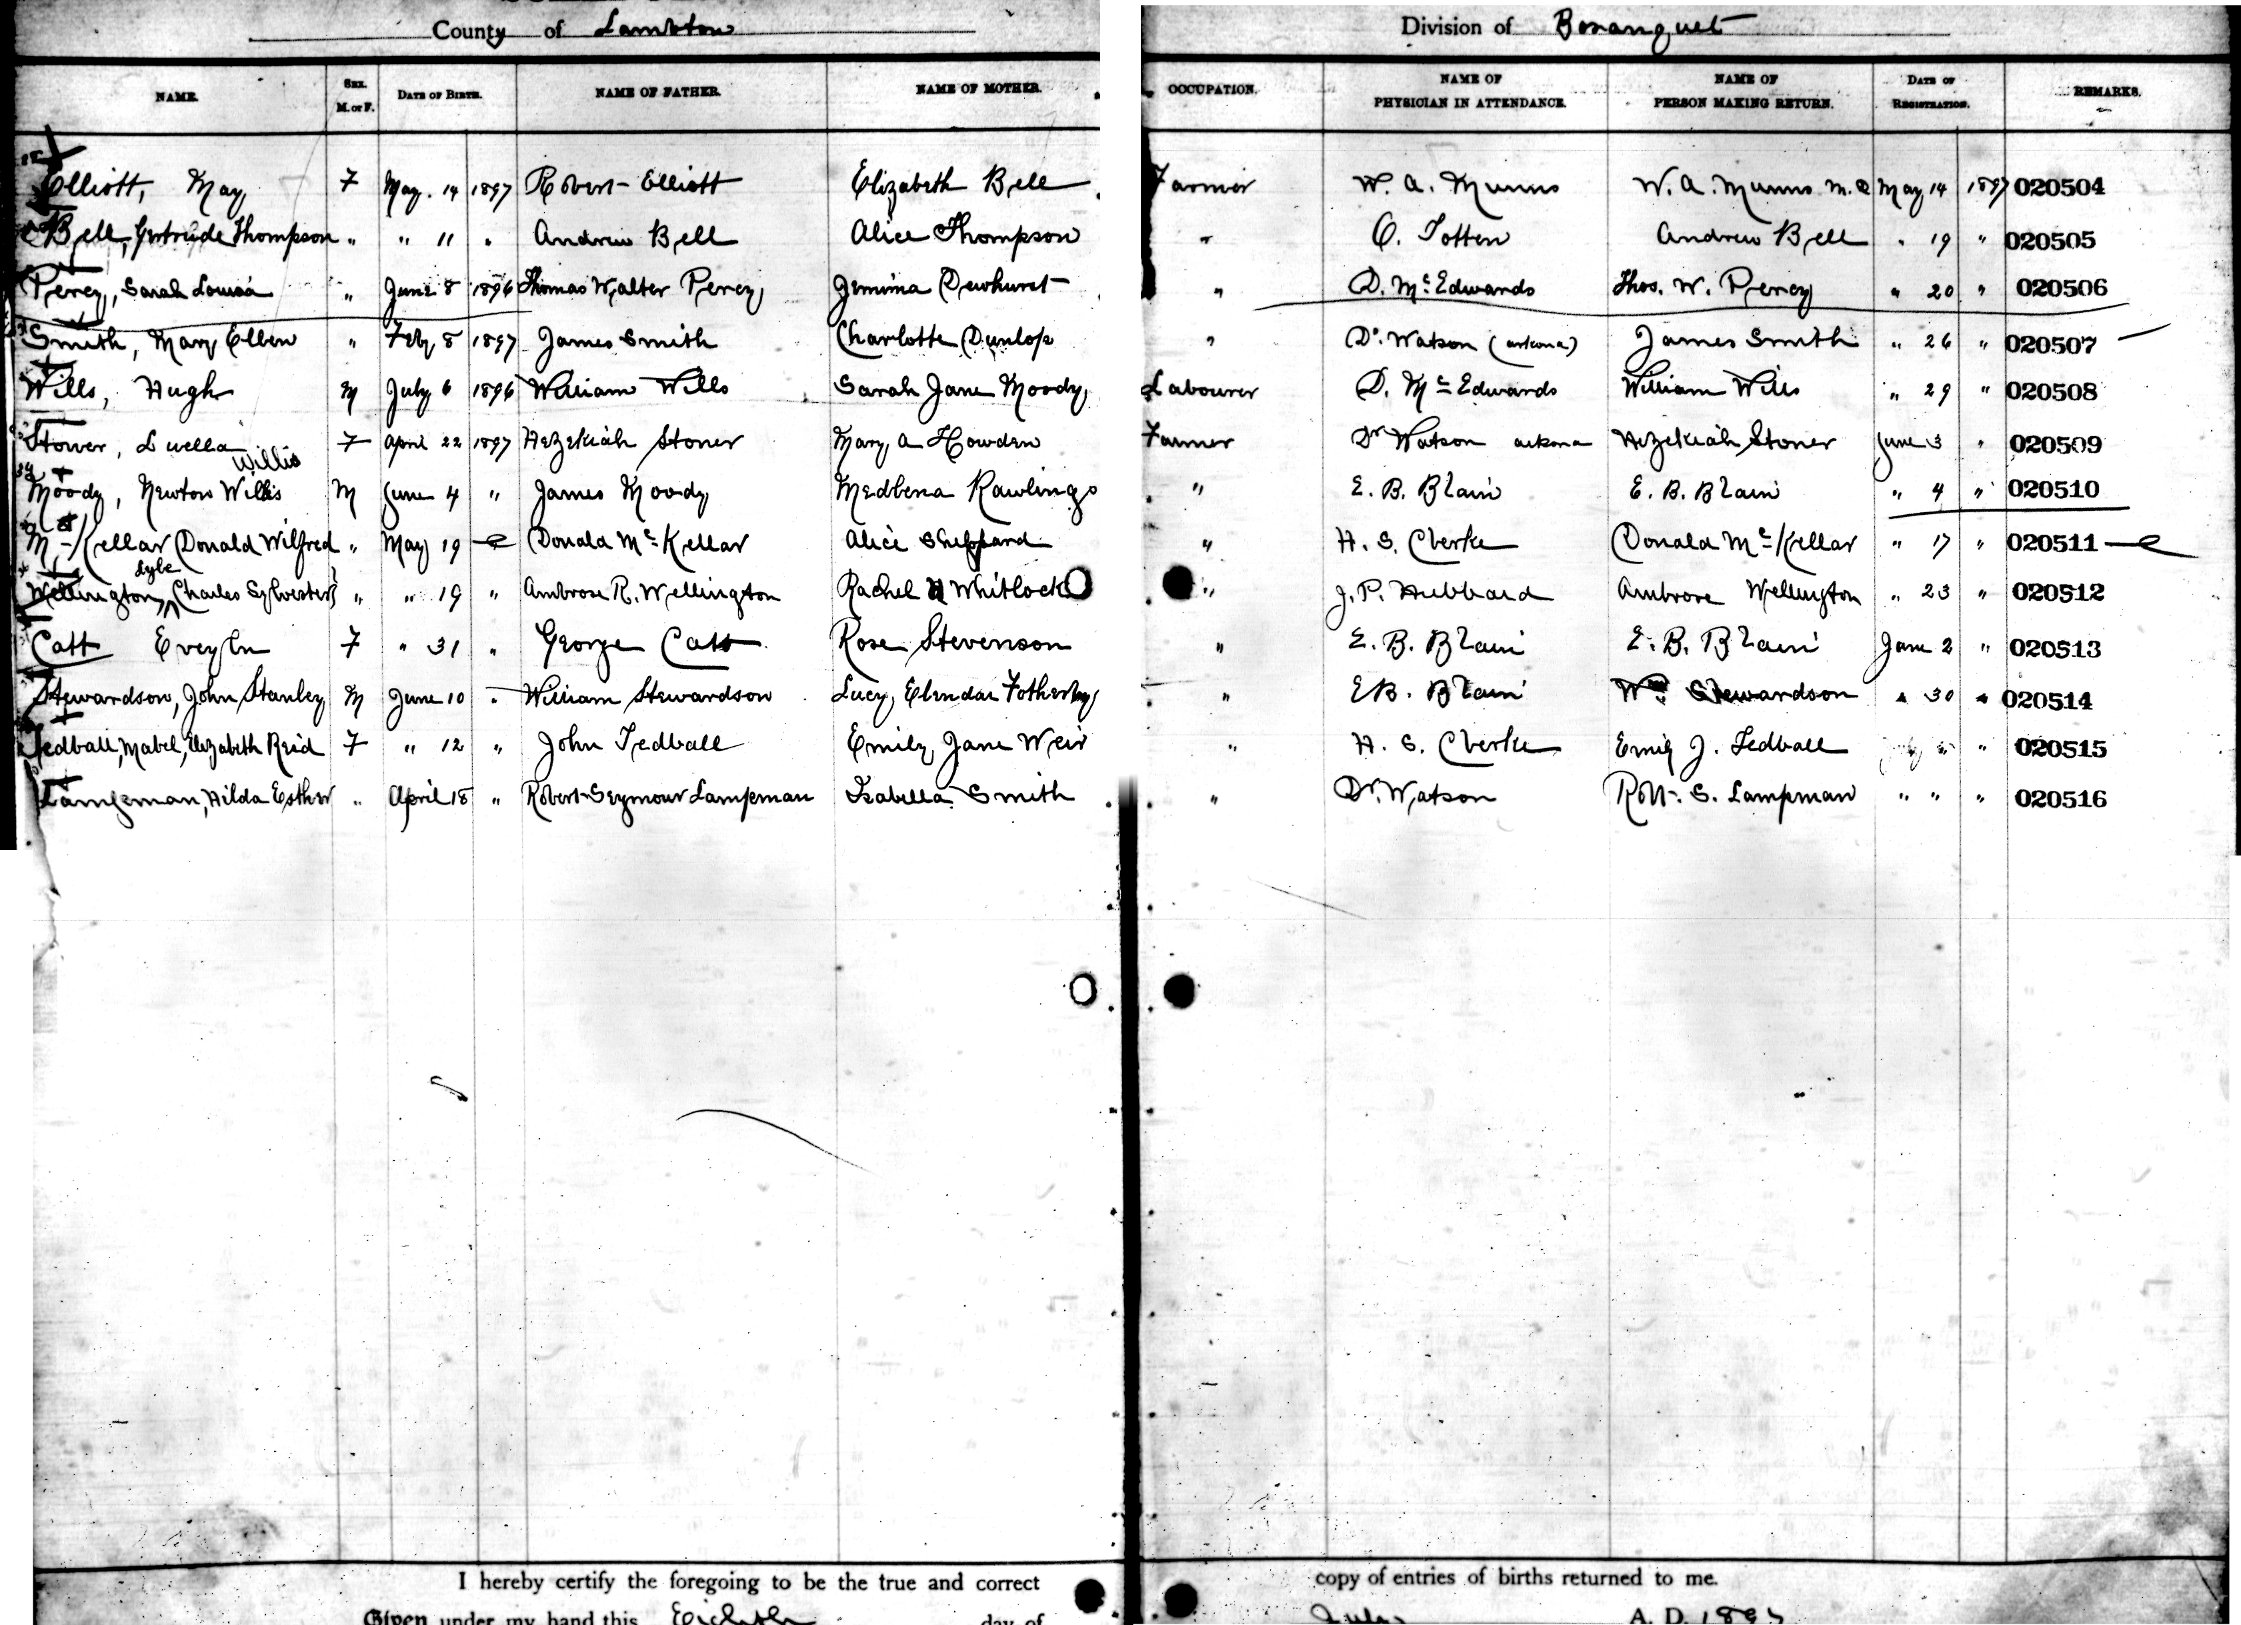 County of Lambton Division of Bosanquet
NAME. SEX. M. or F. DATE OF BIRTH. NAME OF FATHER. NAME OF MOTHER. OCCUPATION. NAME OF PHYSICIAN IN ATTENDANCE. NAME OF PERSON MAKING RETURN. DATE OF REGISTRATION. REMARKS.
Elliott, May F May 14 1897 Robert Elliott Elizabeth Bell Farmer W. A. Munns W. A. Munns M.D. May 14 1897 020504
Bell, Gertrude Thompson " " 11 " Andrew Bell Alice Thompson " C. Totten Andrew Bell " 19 " 020505
Percy, Sarah Louisa " June 8 1896 Thomas Walter Percy Jemima Dewhurst " D. McEdwards Thos. W. Percy " 20 " 020506
Smith, Mary Ellen " Feby 8 1897 James Smith Charlotte Dunlop " Dr. Watson (arkona) James Smith " 26 " 020507
Wills, Hugh M July 6 1896 William Wills Sarah Jane Moody Labourer D. McEdwards William Wills " 29 " 020508
Stoner, Luella F April 22 1897 Hezekiah Stoner Mary A Howden Farmer Dr Watson arkona Hezekiah Stoner June 3 " 020509
Willis
Moody, Newton Willis M June 4 " James Moody Medbena Rawlings " E. B. Blain E. B. Blain " 4 " 020510
McKellar Donald Wilfred " May 19 Donald McKellar Alice Sheppard " H. S. Clerke Donald McKellar " 17 " 020511
Lyle
Wellington, Charles Sylvester " " 19 " Ambrose R. Wellington Rachel Whitlock " J. P. Hubbard Ambrose Wellington " 23 " 020512
Catt Eveyln F " 31 " George Catt Rose Stevenson " E. B. Blain E. B. Blain June 2 " 020513
Stewardson, John Stanley M June 10 " William Stewardson Lucy Elendar Fotherby " E B. Blain Wm Stewardson " 30 " 020514
Tedball, Mabel, Elizabeth Reid F " 12 " John Tedball Emily Jane Weir " H. S. Clerke Emily J. Tedball " 020515
Lampman, Hilda Esther " April 18 " Robert Seymour Lampman Isabella Smith " Dr. Watson Robt. S. Lampman " " " 020516
I hereby certify the foregoing to be the true and correct copy of entries of births returned to me.
Given under my hand this Eighth day of July A. D. 1897